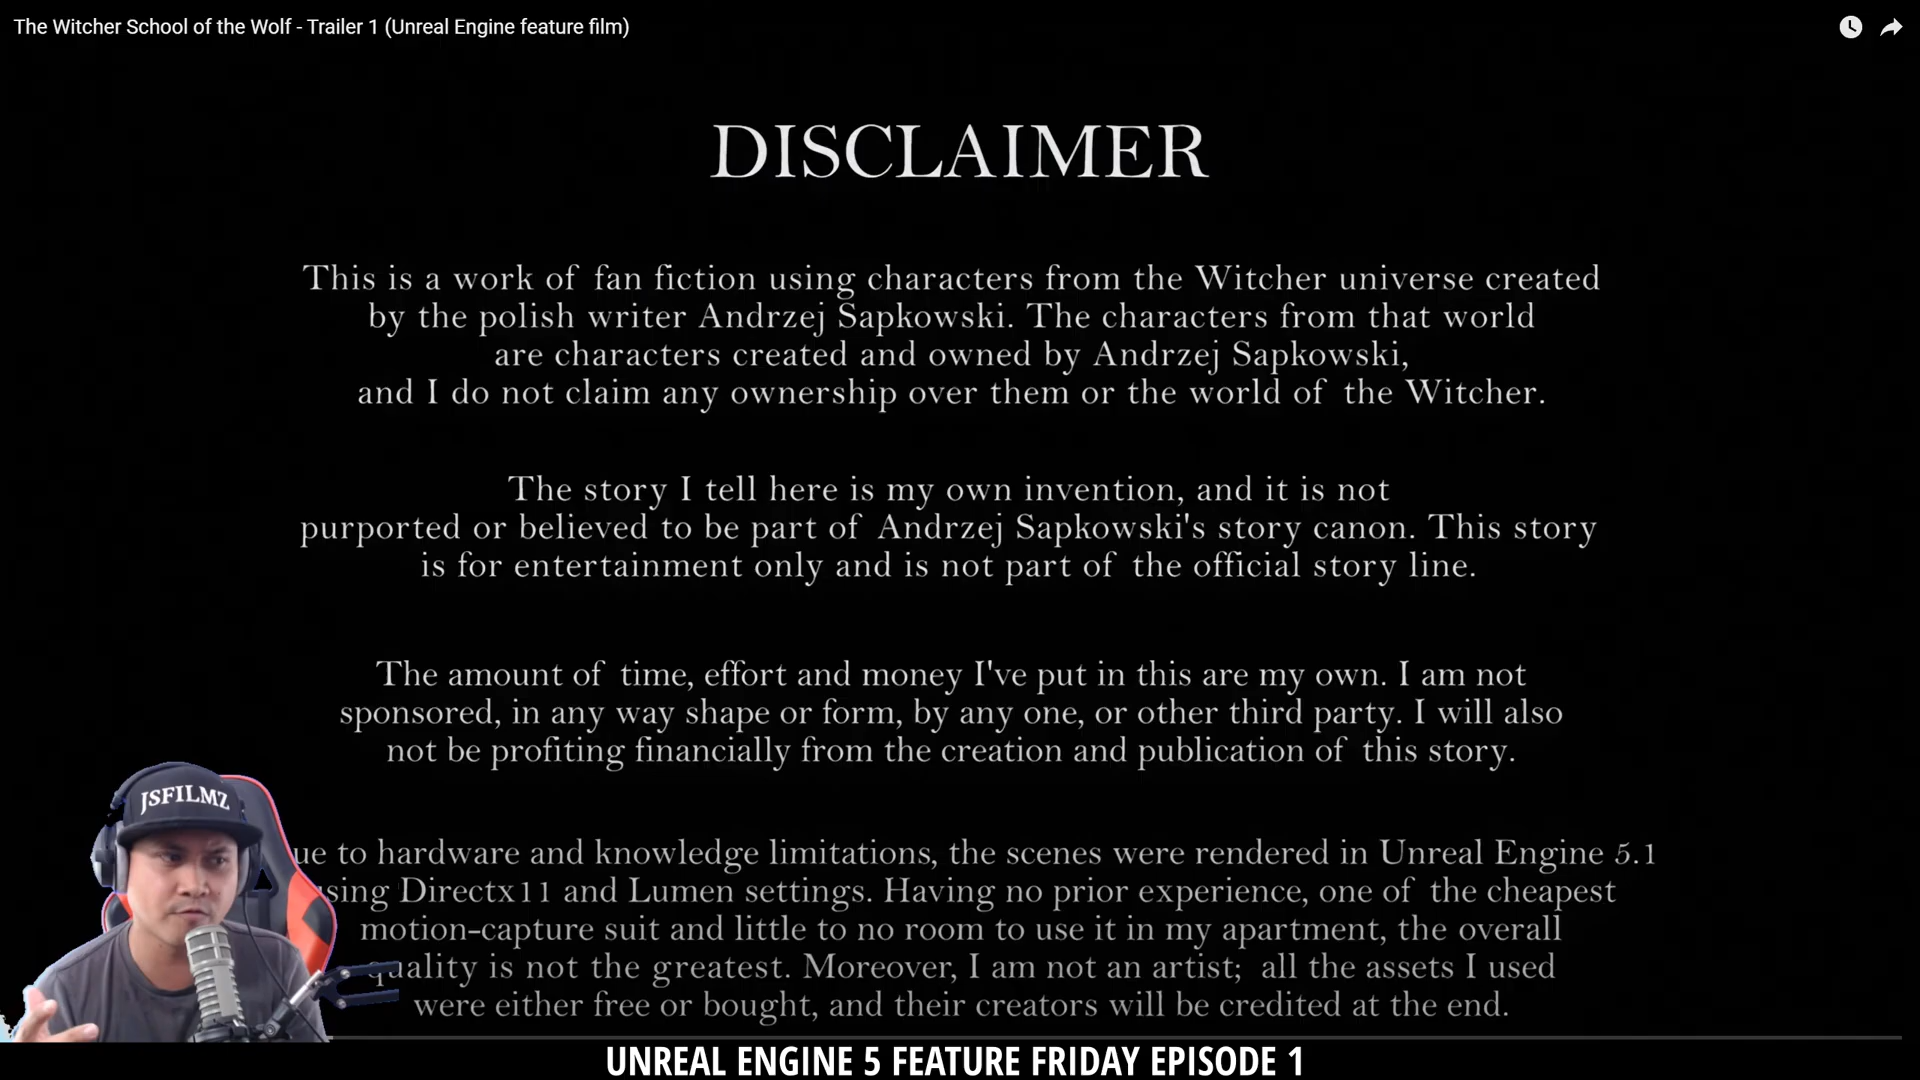 The Witcher School of the Wolf - Trailer 1 (Unreal Engine feature film)
DISCLAIMER
This is a work of fan fiction using characters from the Witcher universe created
by the polish writer Andrzej Sapkowski. The characters from that world
are characters created and owned by Andrzej Sapkowski,
and I do not claim any ownership over them or the world of the Witcher.
The story I tell here is my own invention, and it is not
purported or believed to be part of Andrzej Sapkowski's story canon. This story
is for entertainment only and is not part of the official story line.
The amount of time, effort and money I've put in this are my own. I am not
sponsored, in any way shape or form, by any one, or other third party. I will also
not be profiting financially from the creation and publication of this story.
ue to hardware and knowledge limitations, the scenes were rendered in Unreal Engine 5.1
using Directx11 and Lumen settings. Having no prior experience, one of the cheapest
motion-capture suit and little to no room to use it in my apartment, the overall
quality is not the greatest. Moreover, I am not an artist; all the assets I used
were either free or bought, and their creators will be credited at the end.
JSFILMZ
UNREAL ENGINE 5 FEATURE FRIDAY EPISODE 1